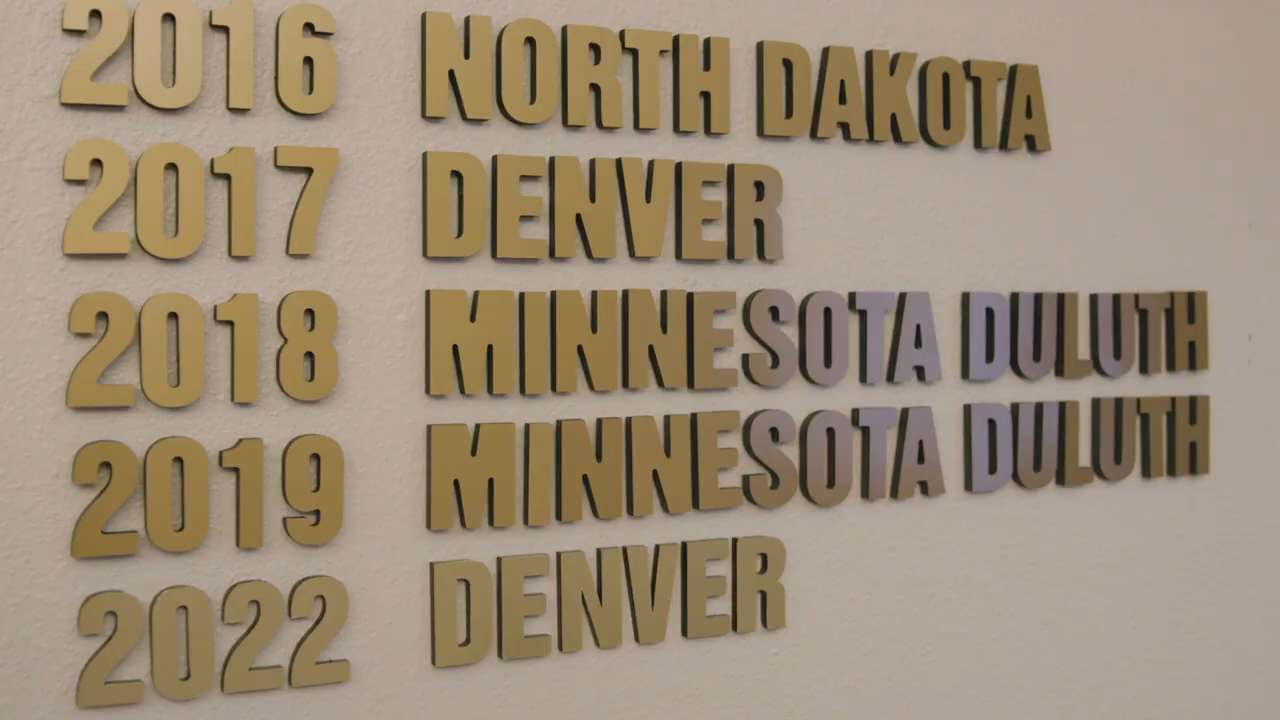 2016 NORTH DAKOTA
2017 DENVER
2018 MINNESOTA DULUTH
2019 MINNESOTA DULUTH
2022 DENVER